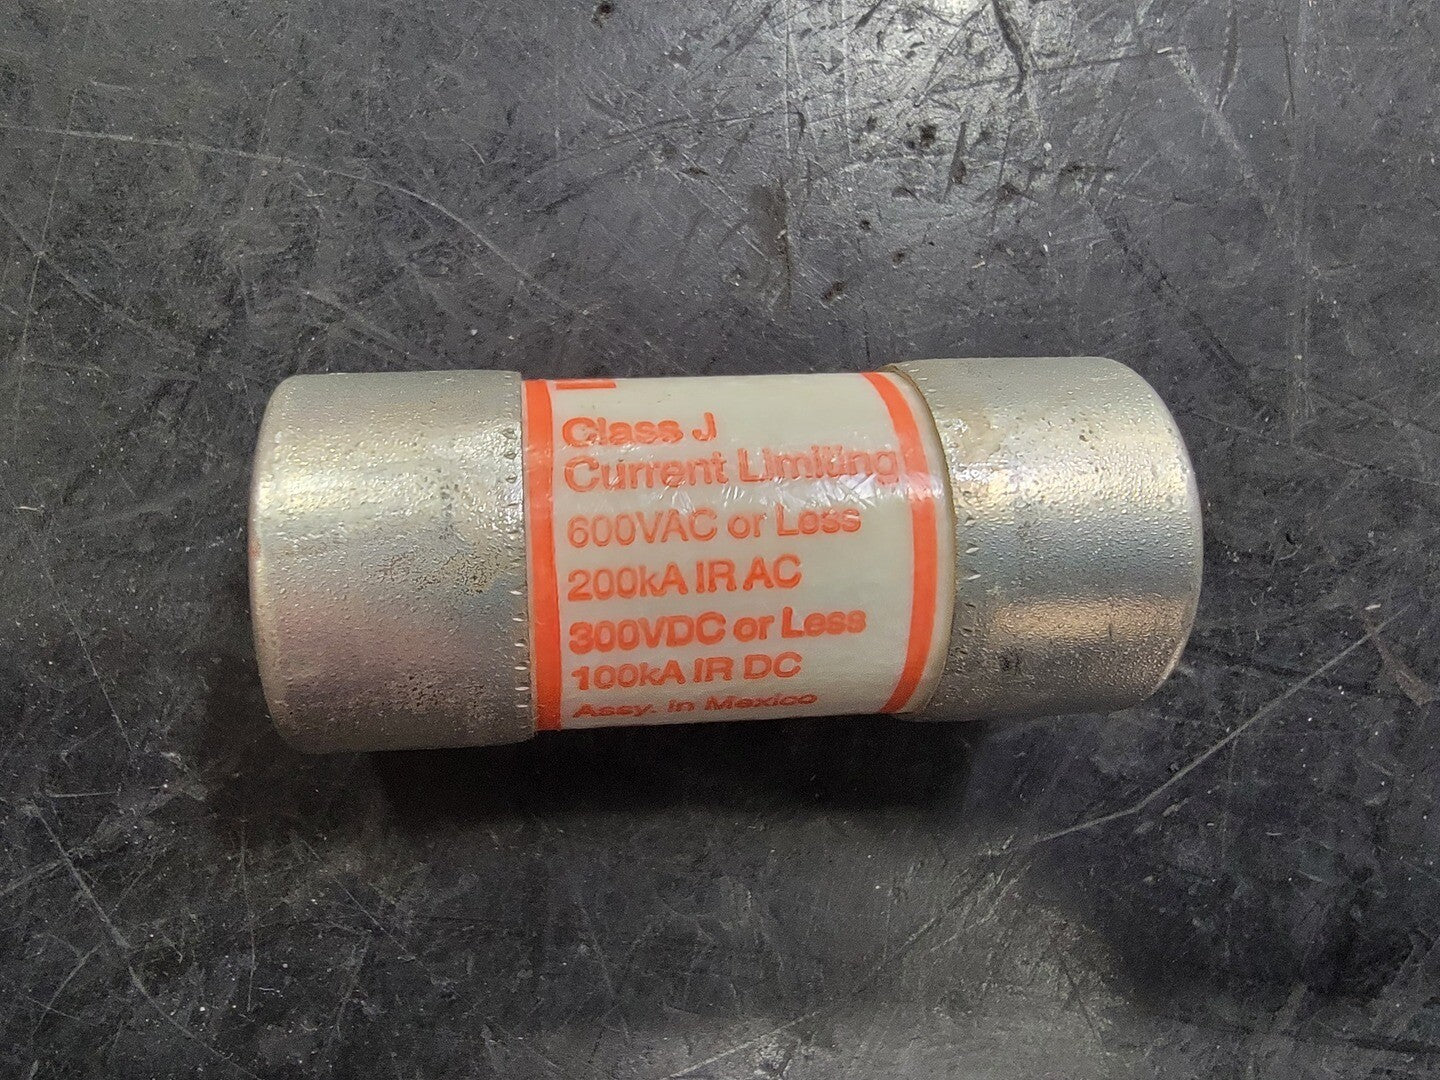 Class J
Current Limiting
600VAC or Less
200kA IR AC
300VDC or Less
100kA IR DC
Assy. in Mexico